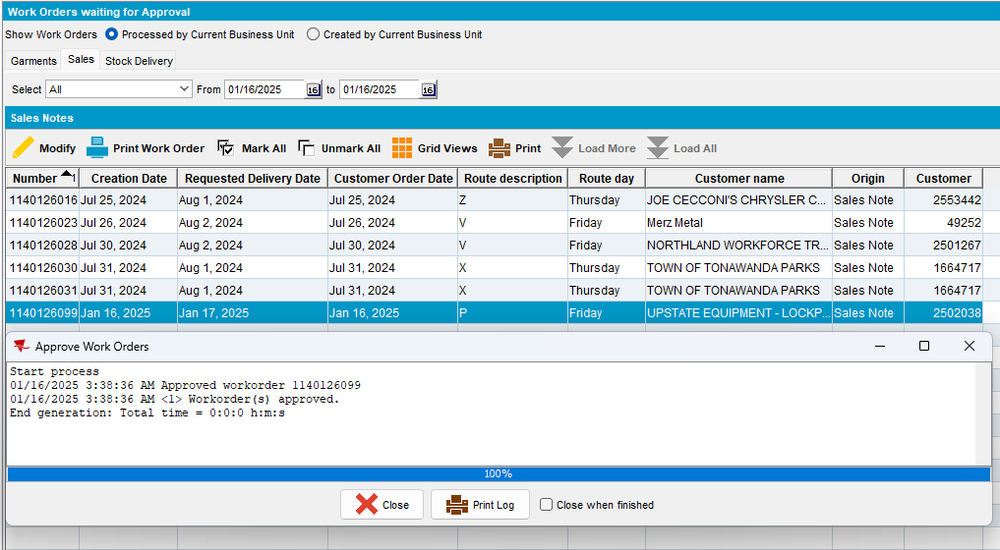 Work Orders waiting for Approval
Show Work Orders Processed by Current Business Unit Created by Current Business Unit
Garments Sales Stock Delivery
Select All From 01/16/2025 16 to 01/16/2025 16
Sales Notes
Modify Print Work Order Mark All Unmark All Grid Views Print Load More Load All
Number 1 Creation Date Requested Delivery Date Customer Order Date Route description Route day Customer name Origin Customer
1140126016 Jul 25, 2024 Aug 1, 2024 Jul 25, 2024 Z Thursday JOE CECCONI'S CHRYSLER C... Sales Note 2553442
1140126023 Jul 26, 2024 Aug 2, 2024 Jul 26, 2024 V Friday Merz Metal Sales Note 49252
1140126028 Jul 30, 2024 Aug 2, 2024 Jul 30, 2024 V Friday NORTHLAND WORKFORCE TR... Sales Note 2501267
1140126030 Jul 31, 2024 Aug 1, 2024 Jul 31, 2024 X Thursday TOWN OF TONAWANDA PARKS Sales Note 1664717
1140126031 Jul 31, 2024 Aug 1, 2024 Jul 31, 2024 X Thursday TOWN OF TONAWANDA PARKS Sales Note 1664717
1140126099 Jan 16, 2025 Jan 17, 2025 Jan 16, 2025 P Friday UPSTATE EQUIPMENT - LOCKP... Sales Note 2502038
Approve Work Orders
Start process
01/16/2025 3:38:36 AM Approved workorder 1140126099
01/16/2025 3:38:36 AM <1> Workorder(s) approved.
End generation: Total time = 0:0:0 h:m:s
100%
Close Print Log Close when finished